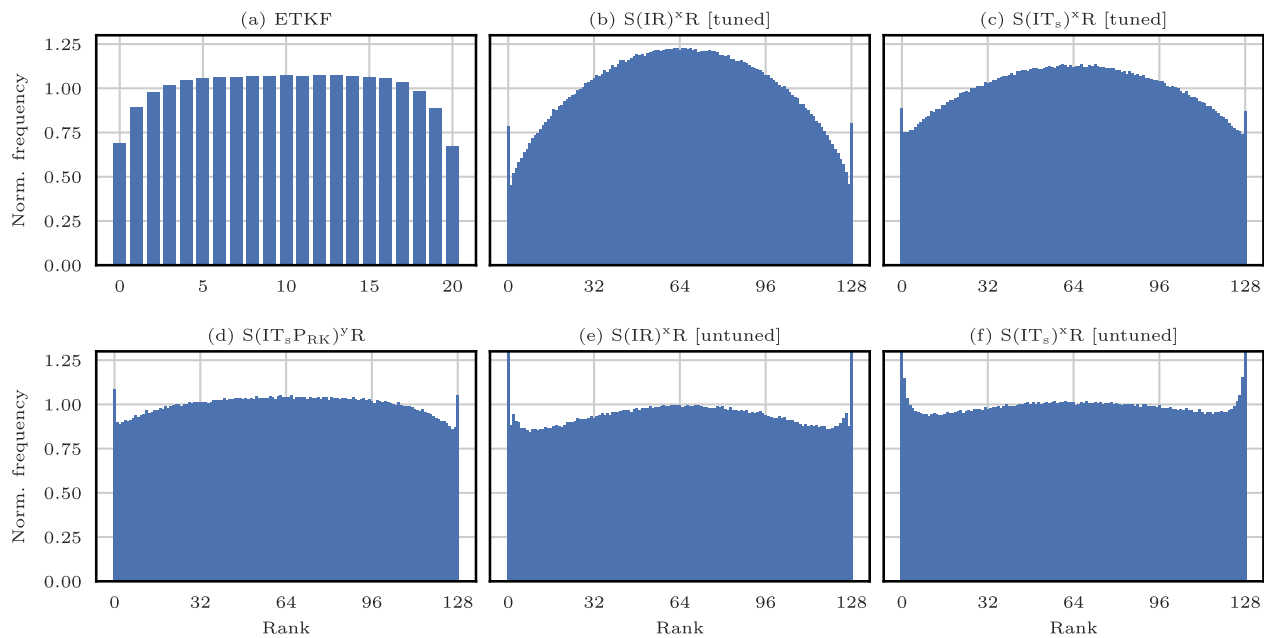 (a) ETKF
(b) S(IR)ˣR [tuned]
(c) S(ITₛ)ˣR [tuned]
Norm. frequency
1.25
1.00
0.75
0.50
0.25
0.00
0 5 10 15 20
0 32 64 96 128
0 32 64 96 128
(d) S(ITₛP_RK)ʸR
(e) S(IR)ˣR [untuned]
(f) S(ITₛ)ˣR [untuned]
Norm. frequency
1.25
1.00
0.75
0.50
0.25
0.00
0 32 64 96 128
0 32 64 96 128
0 32 64 96 128
Rank
Rank
Rank